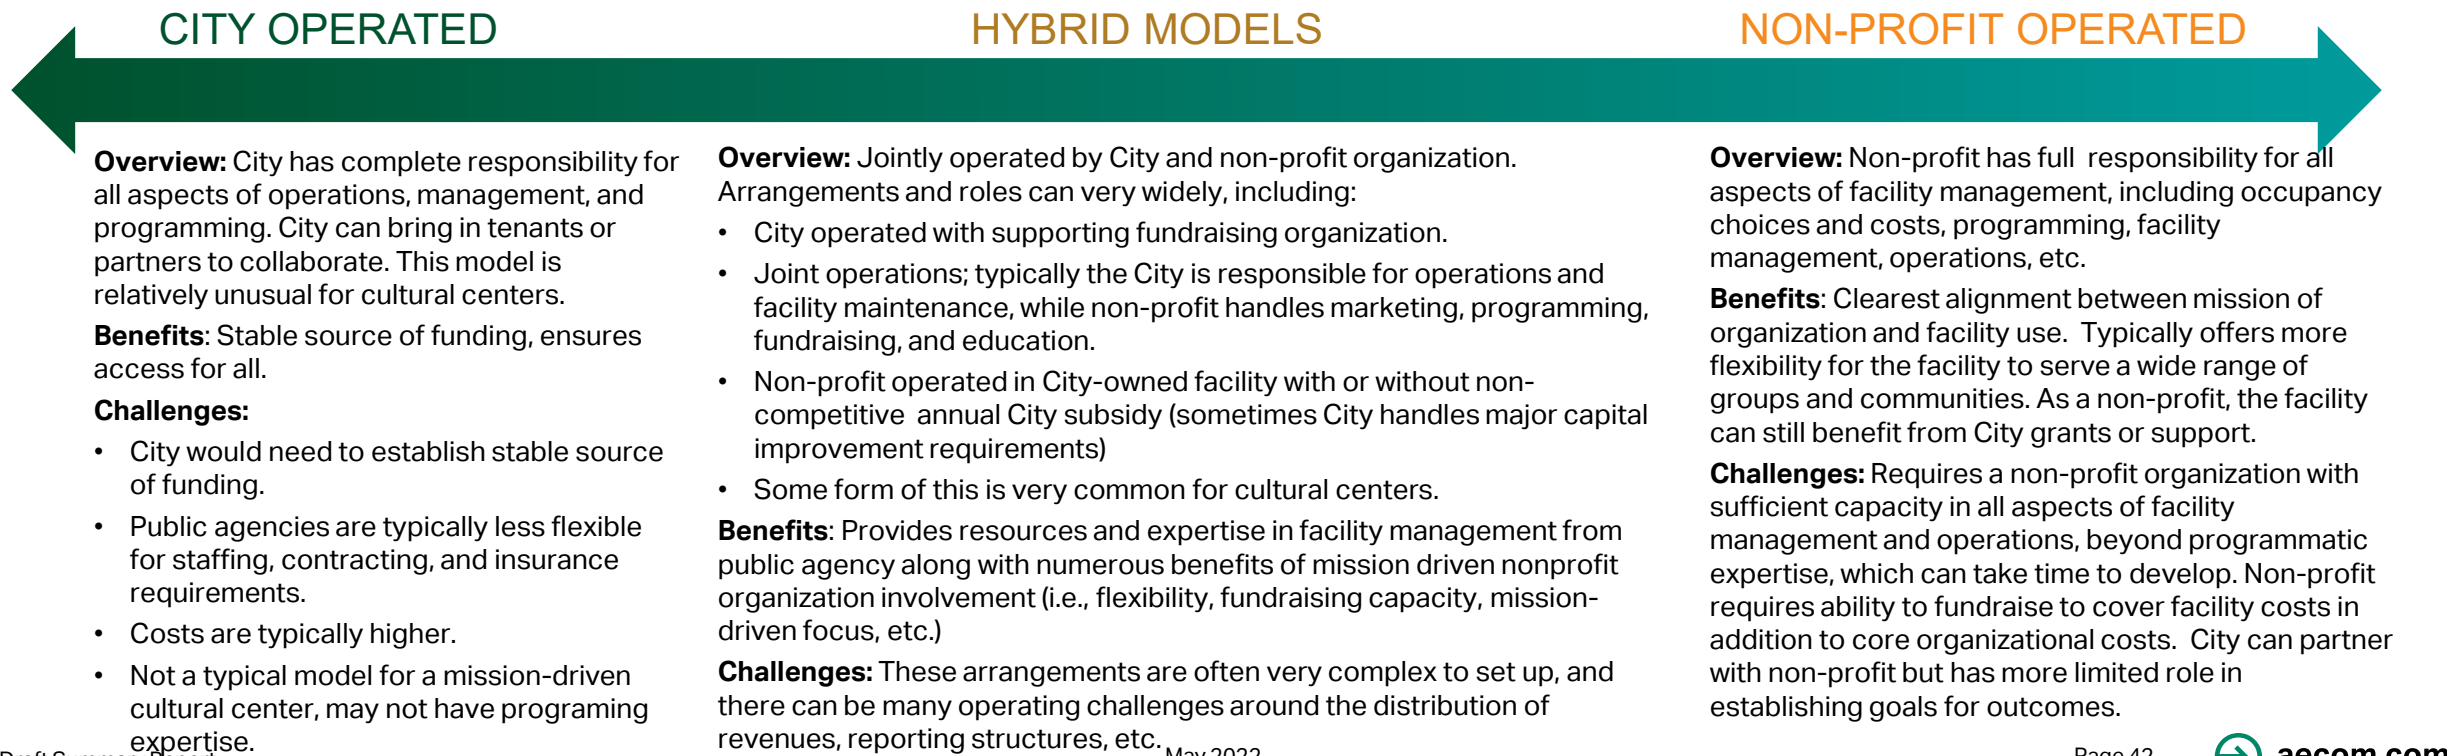 CITY OPERATED
HYBRID MODELS
NON-PROFIT OPERATED
Overview: City has complete responsibility for
all aspects of operations, management, and
programming. City can bring in tenants or
partners to collaborate. This model is
relatively unusual for cultural centers.
Benefits: Stable source of funding, ensures
access for all.
Challenges:
• City would need to establish stable source
of funding.
• Public agencies are typically less flexible
for staffing, contracting, and insurance
requirements.
• Costs are typically higher.
• Not a typical model for a mission-driven
cultural center, may not have programing
expertise.
Overview: Jointly operated by City and non-profit organization.
Arrangements and roles can very widely, including:
• City operated with supporting fundraising organization.
• Joint operations; typically the City is responsible for operations and
facility maintenance, while non-profit handles marketing, programming,
fundraising, and education.
• Non-profit operated in City-owned facility with or without non-
competitive annual City subsidy (sometimes City handles major capital
improvement requirements)
• Some form of this is very common for cultural centers.
Benefits: Provides resources and expertise in facility management from
public agency along with numerous benefits of mission driven nonprofit
organization involvement (i.e., flexibility, fundraising capacity, mission-
driven focus, etc.)
Challenges: These arrangements are often very complex to set up, and
there can be many operating challenges around the distribution of
revenues, reporting structures, etc.
Overview: Non-profit has full responsibility for all
aspects of facility management, including occupancy
choices and costs, programming, facility
management, operations, etc.
Benefits: Clearest alignment between mission of
organization and facility use. Typically offers more
flexibility for the facility to serve a wide range of
groups and communities. As a non-profit, the facility
can still benefit from City grants or support.
Challenges: Requires a non-profit organization with
sufficient capacity in all aspects of facility
management and operations, beyond programmatic
expertise, which can take time to develop. Non-profit
requires ability to fundraise to cover facility costs in
addition to core organizational costs. City can partner
with non-profit but has more limited role in
establishing goals for outcomes.
Draft Summary Report
May 2022
Page 42
aecom.com